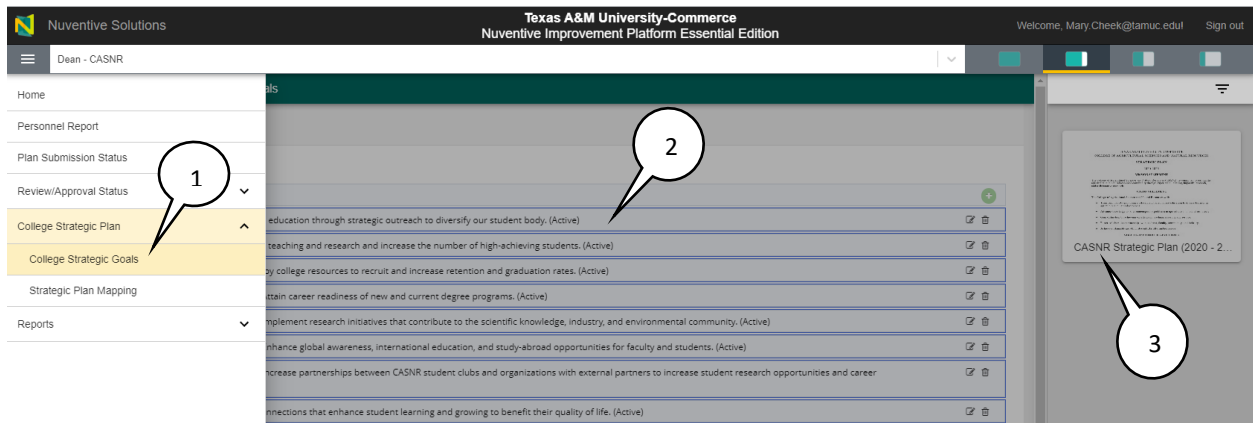 Nuventive Solutions
Texas A&M University-Commerce
Nuventive Improvement Platform Essential Edition
Welcome, Mary.Cheek@tamuc.edu!
Sign out
Dean - CASNR
Home
Personnel Report
Plan Submission Status
Review/Approval Status
College Strategic Plan
College Strategic Goals
Strategic Plan Mapping
Reports
1
als
2
education through strategic outreach to diversify our student body. (Active)
teaching and research and increase the number of high-achieving students. (Active)
by college resources to recruit and increase retention and graduation rates. (Active)
ttain career readiness of new and current degree programs. (Active)
mplement research initiatives that contribute to the scientific knowledge, industry, and environmental community. (Active)
nhance global awareness, international education, and study-abroad opportunities for faculty and students. (Active)
ncrease partnerships between CASNR student clubs and organizations with external partners to increase student research opportunities and career
nnections that enhance student learning and growing to benefit their quality of life. (Active)
STRATEGIC PLAN
CASNR Strategic Plan (2020 - 2...
3